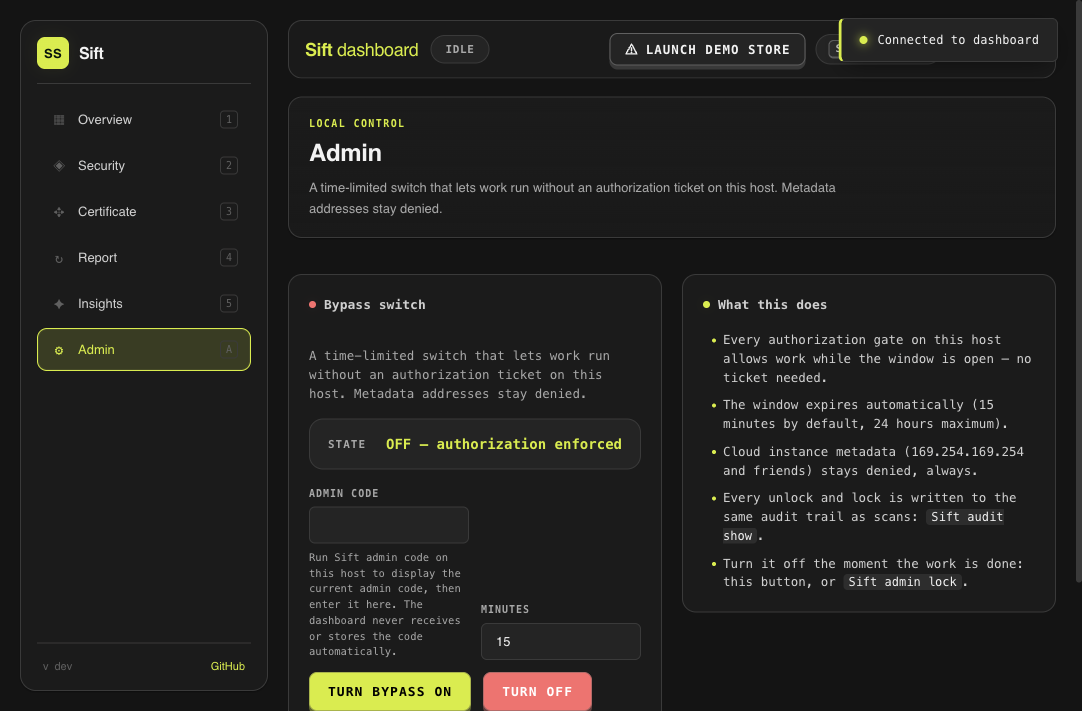 SS Sift
Overview 1
Security 2
Certificate 3
Report 4
Insights 5
Admin A
v dev GitHub
Sift dashboard IDLE
LAUNCH DEMO STORE
Connected to dashboard
LOCAL CONTROL
Admin
A time-limited switch that lets work run without an authorization ticket on this host. Metadata
addresses stay denied.
Bypass switch
A time-limited switch that lets work run
without an authorization ticket on this
host. Metadata addresses stay denied.
STATE OFF — authorization enforced
ADMIN CODE
Run Sift admin code on
this host to display the
current admin code, then
enter it here. The
dashboard never receives
or stores the code
automatically.
MINUTES
15
TURN BYPASS ON TURN OFF
What this does
Every authorization gate on this host
allows work while the window is open — no
ticket needed.
The window expires automatically (15
minutes by default, 24 hours maximum).
Cloud instance metadata (169.254.169.254
and friends) stays denied, always.
Every unlock and lock is written to the
same audit trail as scans: Sift audit
show.
Turn it off the moment the work is done:
this button, or Sift admin lock.